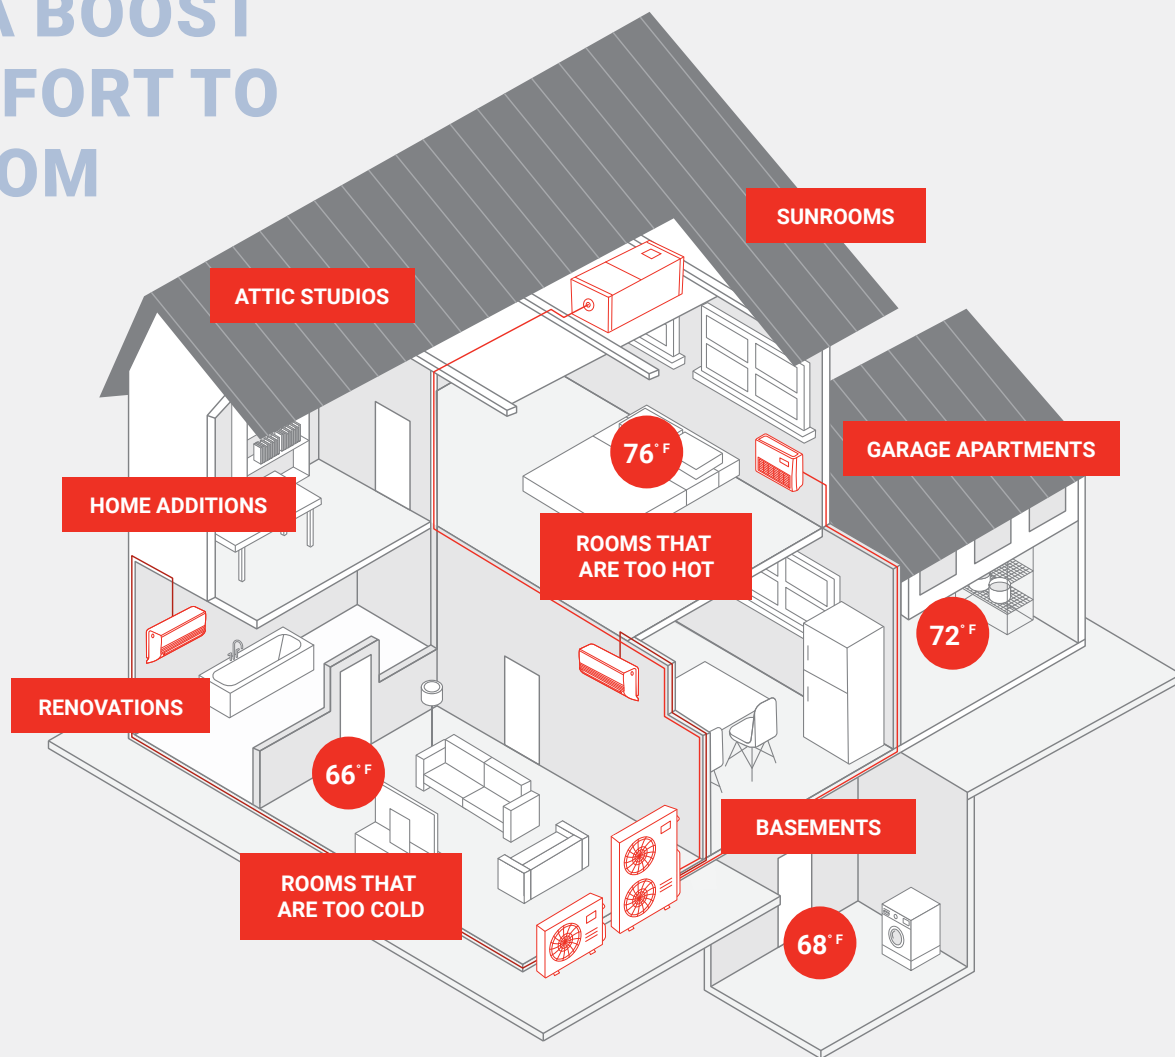 A BOOST
FORT TO
OM
SUNROOMS
ATTIC STUDIOS
GARAGE APARTMENTS
76°F
HOME ADDITIONS
ROOMS THAT
ARE TOO HOT
72°F
RENOVATIONS
66°F
BASEMENTS
ROOMS THAT
ARE TOO COLD
68°F